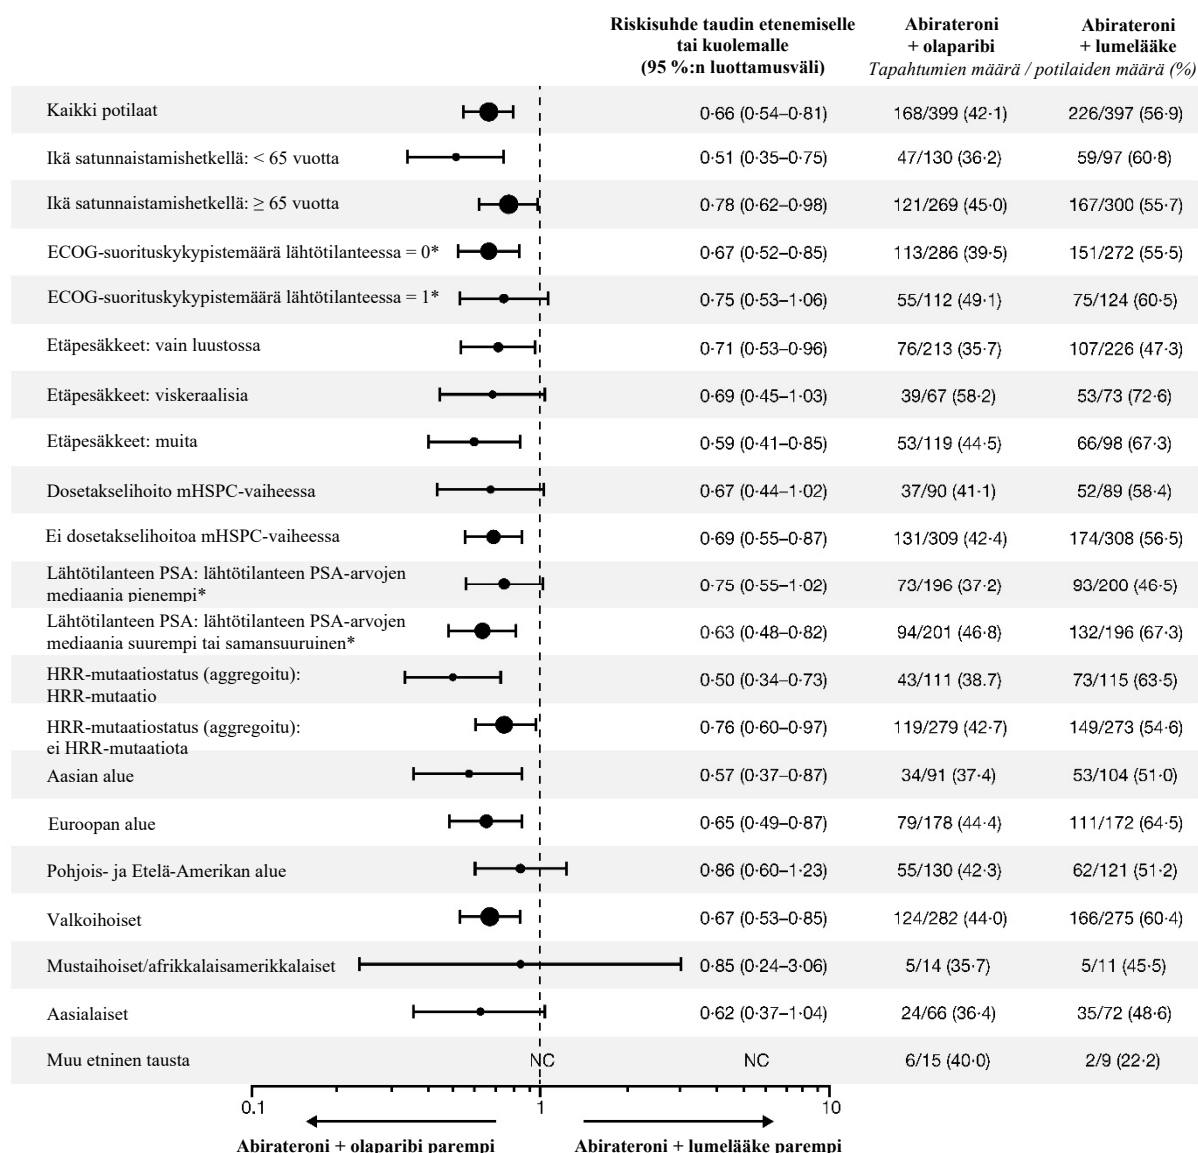 Riskisuhde taudin etenemiselle
tai kuolemalle
(95 %:n luottamusväli)
Abirateroni
+ olaparibi
Abirateroni
+ lumelääke
Tapahtumien määrä / potilaiden määrä (%)
Kaikki potilaat 0·66 (0·54–0·81) 168/399 (42·1) 226/397 (56·9)
Ikä satunnaistamishetkellä: < 65 vuotta 0·51 (0·35–0·75) 47/130 (36·2) 59/97 (60·8)
Ikä satunnaistamishetkellä: ≥ 65 vuotta 0·78 (0·62–0·98) 121/269 (45·0) 167/300 (55·7)
ECOG-suorituskykypistemäärä lähtötilanteessa = 0* 0·67 (0·52–0·85) 113/286 (39·5) 151/272 (55·5)
ECOG-suorituskykypistemäärä lähtötilanteessa = 1* 0·75 (0·53–1·06) 55/112 (49·1) 75/124 (60·5)
Etäpesäkkeet: vain luustossa 0·71 (0·53–0·96) 76/213 (35·7) 107/226 (47·3)
Etäpesäkkeet: viskeraalisia 0·69 (0·45–1·03) 39/67 (58·2) 53/73 (72·6)
Etäpesäkkeet: muita 0·59 (0·41–0·85) 53/119 (44·5) 66/98 (67·3)
Dosetakselihoito mHSPC-vaiheessa 0·67 (0·44–1·02) 37/90 (41·1) 52/89 (58·4)
Ei dosetakselihoitoa mHSPC-vaiheessa 0·69 (0·55–0·87) 131/309 (42·4) 174/308 (56·5)
Lähtötilanteen PSA: lähtötilanteen PSA-arvojen
mediaania pienempi* 0·75 (0·55–1·02) 73/196 (37·2) 93/200 (46·5)
Lähtötilanteen PSA: lähtötilanteen PSA-arvojen
mediaania suurempi tai samansuuruinen* 0·63 (0·48–0·82) 94/201 (46·8) 132/196 (67·3)
HRR-mutaatiostatus (aggregoitu):
HRR-mutaatio 0·50 (0·34–0·73) 43/111 (38.7) 73/115 (63·5)
HRR-mutaatiostatus (aggregoitu):
ei HRR-mutaatiota 0·76 (0·60–0·97) 119/279 (42·7) 149/273 (54·6)
Aasian alue 0·57 (0·37–0·87) 34/91 (37·4) 53/104 (51·0)
Euroopan alue 0·65 (0·49–0·87) 79/178 (44·4) 111/172 (64·5)
Pohjois- ja Etelä-Amerikan alue 0·86 (0·60–1·23) 55/130 (42·3) 62/121 (51·2)
Valkoihoiset 0·67 (0·53–0·85) 124/282 (44·0) 166/275 (60·4)
Mustaihoiset/afrikkalaisamerikkalaiset 0·85 (0·24–3·06) 5/14 (35·7) 5/11 (45·5)
Aasialaiset 0·62 (0·37–1·04) 24/66 (36·4) 35/72 (48·6)
Muu etninen tausta NC NC 6/15 (40·0) 2/9 (22·2)
0.1 1 10
Abirateroni + olaparibi parempi Abirateroni + lumelääke parempi